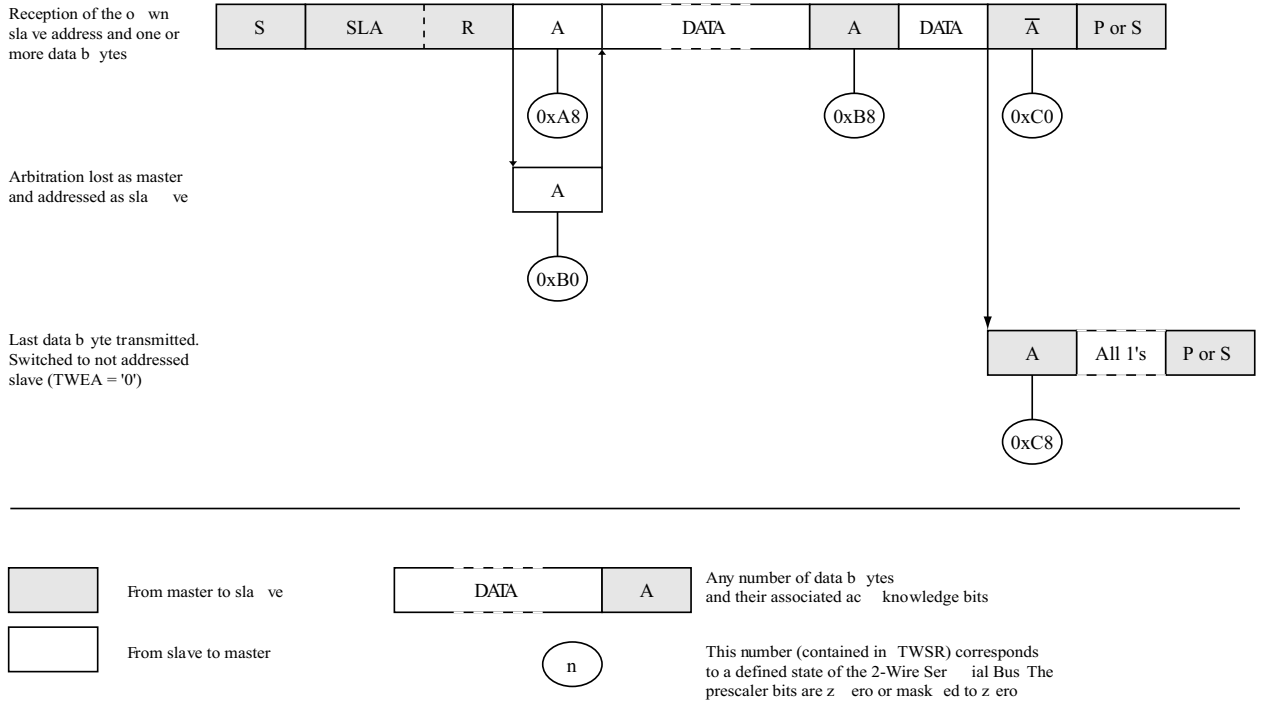 Reception of the o wn
sla ve address and one or
more data b ytes
S SLA R A DATA A DATA A P or S
0xA8 0xB8 0xC0
Arbitration lost as master
and addressed as sla ve
A
0xB0
Last data b yte transmitted.
Switched to not addressed
slave (TWEA = '0')
A All 1's P or S
0xC8
From master to sla ve
DATA A
Any number of data b ytes
and their associated ac knowledge bits
From slave to master
n
This number (contained in TWSR) corresponds
to a defined state of the 2-Wire Ser ial Bus The
prescaler bits are z ero or mask ed to z ero